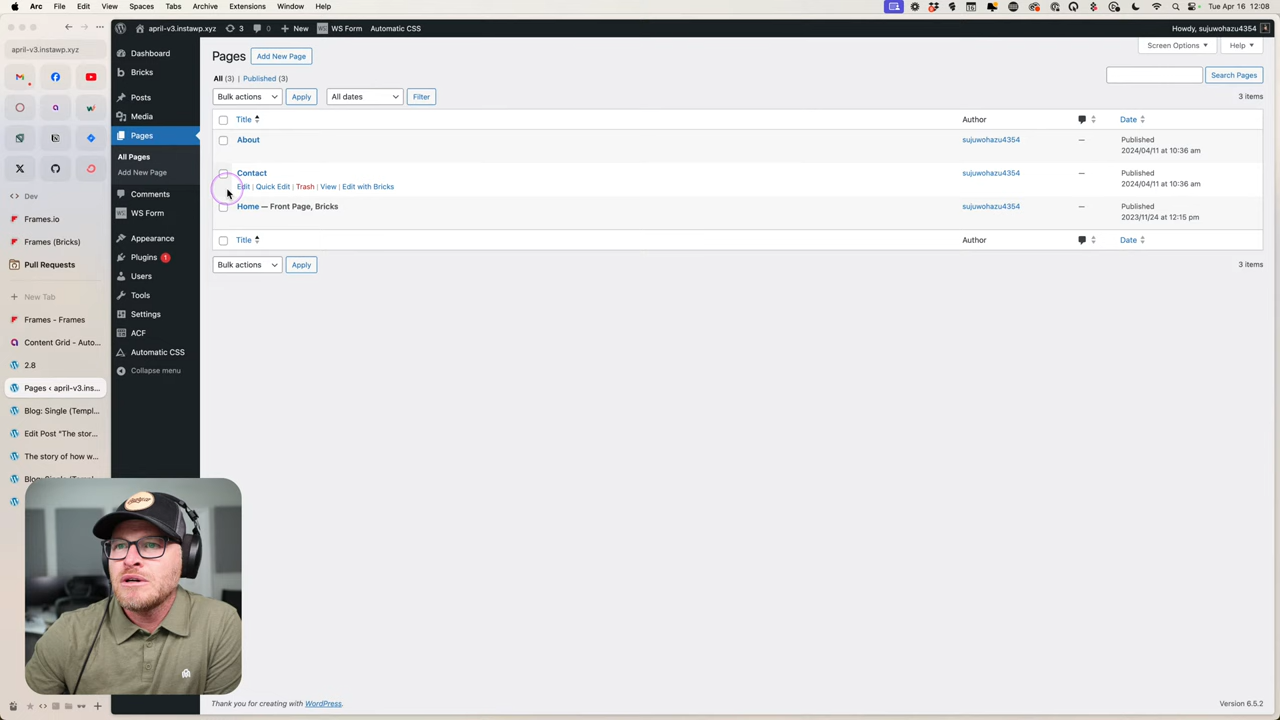 Arc File Edit View Spaces Tabs Archive Extensions Window Help Tue Apr 16 12:08
april-v3.instawp.xyz
april-v3.instawp.xyz 3 0 New WS Form Automatic CSS Howdy, sujuwohazu4354
Dev
Frames.io
Frames (Bricks)
Pull Requests
New Tab
Frames - Frames
Content Grid - Auto...
2.8
Pages ‹ april-v3.ins...
Blog: Single (Templ...
Edit Post "The stor...
The story of how w...
Blog: Single (Templ...
Dashboard
Bricks
Posts
Media
Pages
All Pages
Add New Page
Comments
WS Form
Appearance
Plugins 1
Users
Tools
Settings
ACF
Automatic CSS
Collapse menu
Screen Options Help
Pages Add New Page
All (3) | Published (3)
Search Pages
Bulk actions Apply All dates Filter
3 items
Title Author Date
About sujuwohazu4354 — Published
2024/04/11 at 10:36 am
Contact sujuwohazu4354 — Published
Edit | Quick Edit | Trash | View | Edit with Bricks 2024/04/11 at 10:36 am
Home — Front Page, Bricks sujuwohazu4354 — Published
2023/11/24 at 12:15 pm
Title Author Date
Bulk actions Apply
3 items
Thank you for creating with WordPress. Version 6.5.2